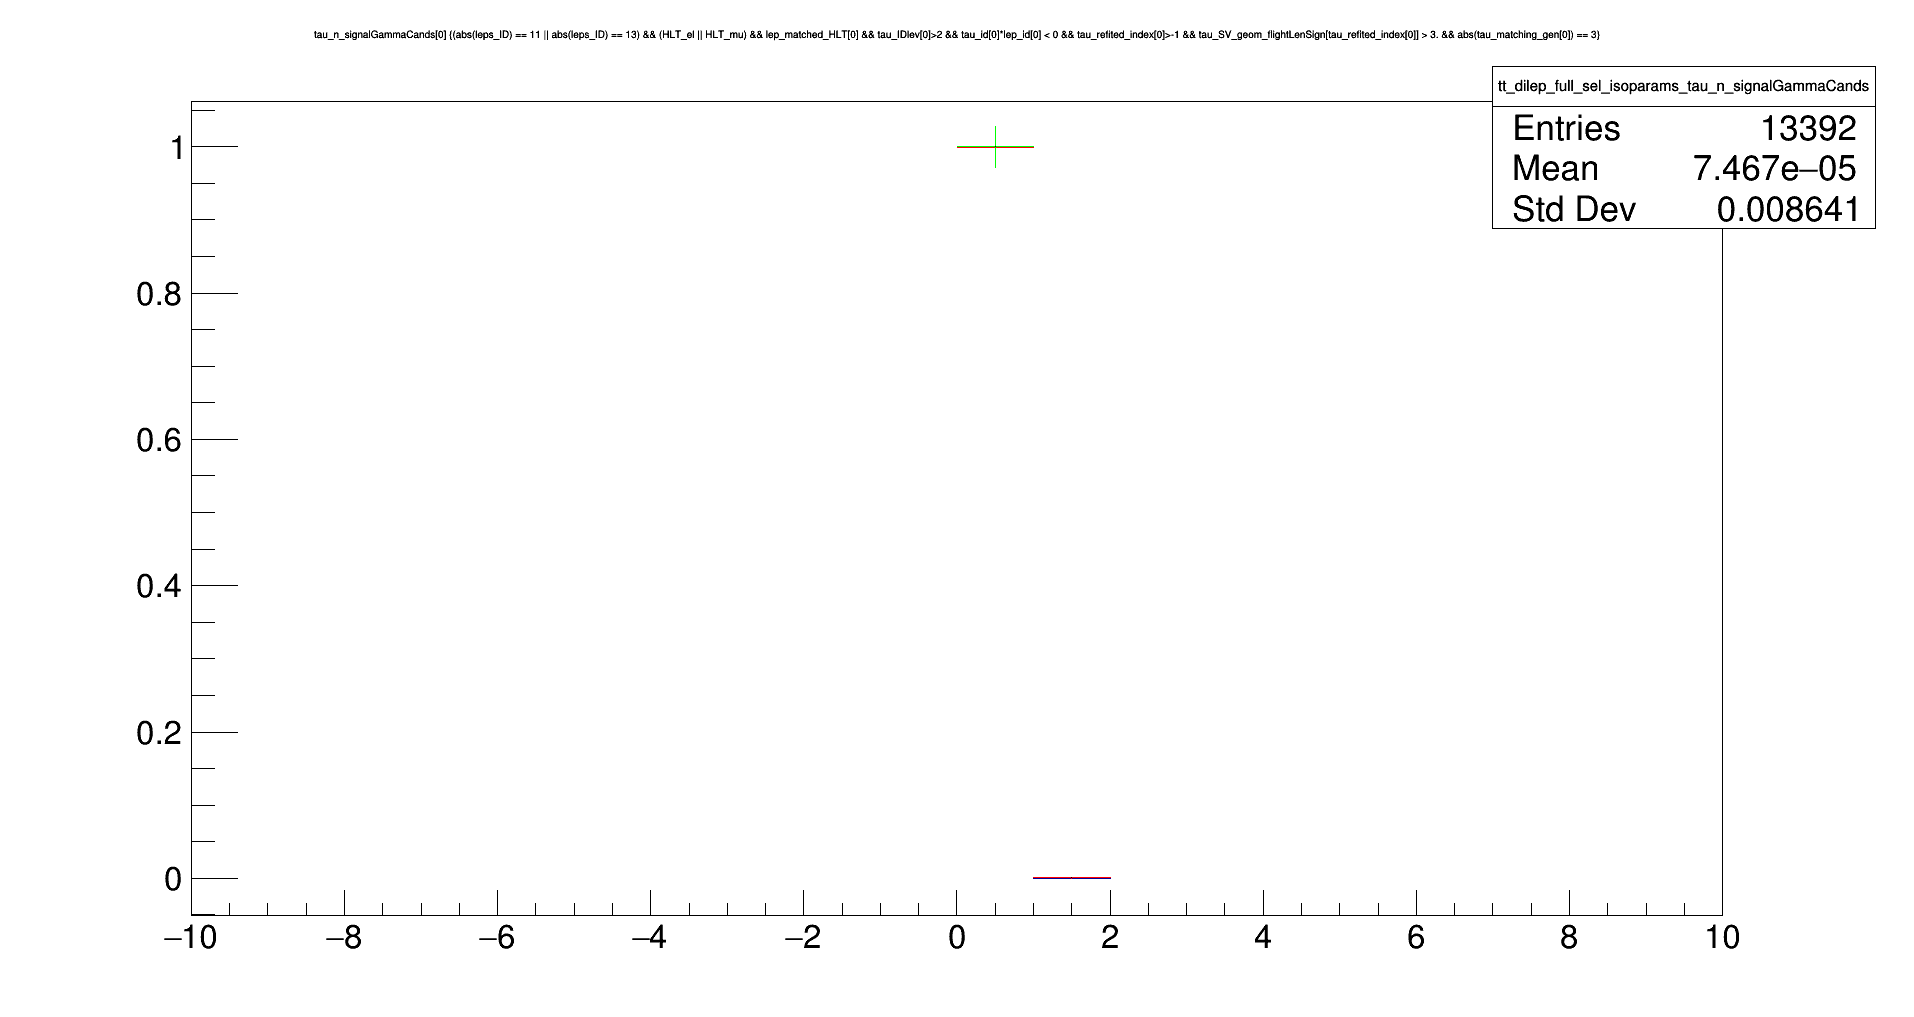 tau_n_signalGammaCands[0] {(abs(leps_ID) == 11 || abs(leps_ID) == 13) && (HLT_el || HLT_mu) && lep_matched_HLT[0] && tau_IDlev[0]>2 && tau_id[0]*lep_id[0] < 0 && tau_refited_index[0]>-1 && tau_SV_geom_flightLenSign[tau_refited_index[0]] > 3. && abs(tau_matching_gen[0]) == 3}
tt_dilep_full_sel_isoparams_tau_n_signalGammaCands
Entries 13392
Mean 7.467e−05
Std Dev 0.008641
1
0.8
0.6
0.4
0.2
0
−10 −8 −6 −4 −2 0 2 4 6 8 10